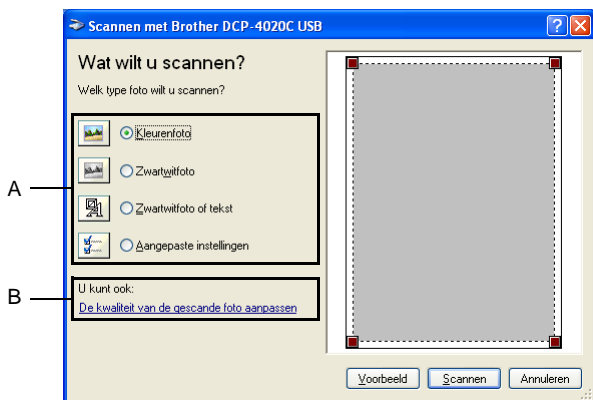 Scannen met Brother DCP-4020C USB
Wat wilt u scannen?
Welk type foto wilt u scannen?
A
Kleurenfoto
Zwartwitfoto
Zwartwitfoto of tekst
Aangepaste instellingen
B
U kunt ook:
De kwaliteit van de gescande foto aanpassen
Voorbeeld
Scannen
Annuleren